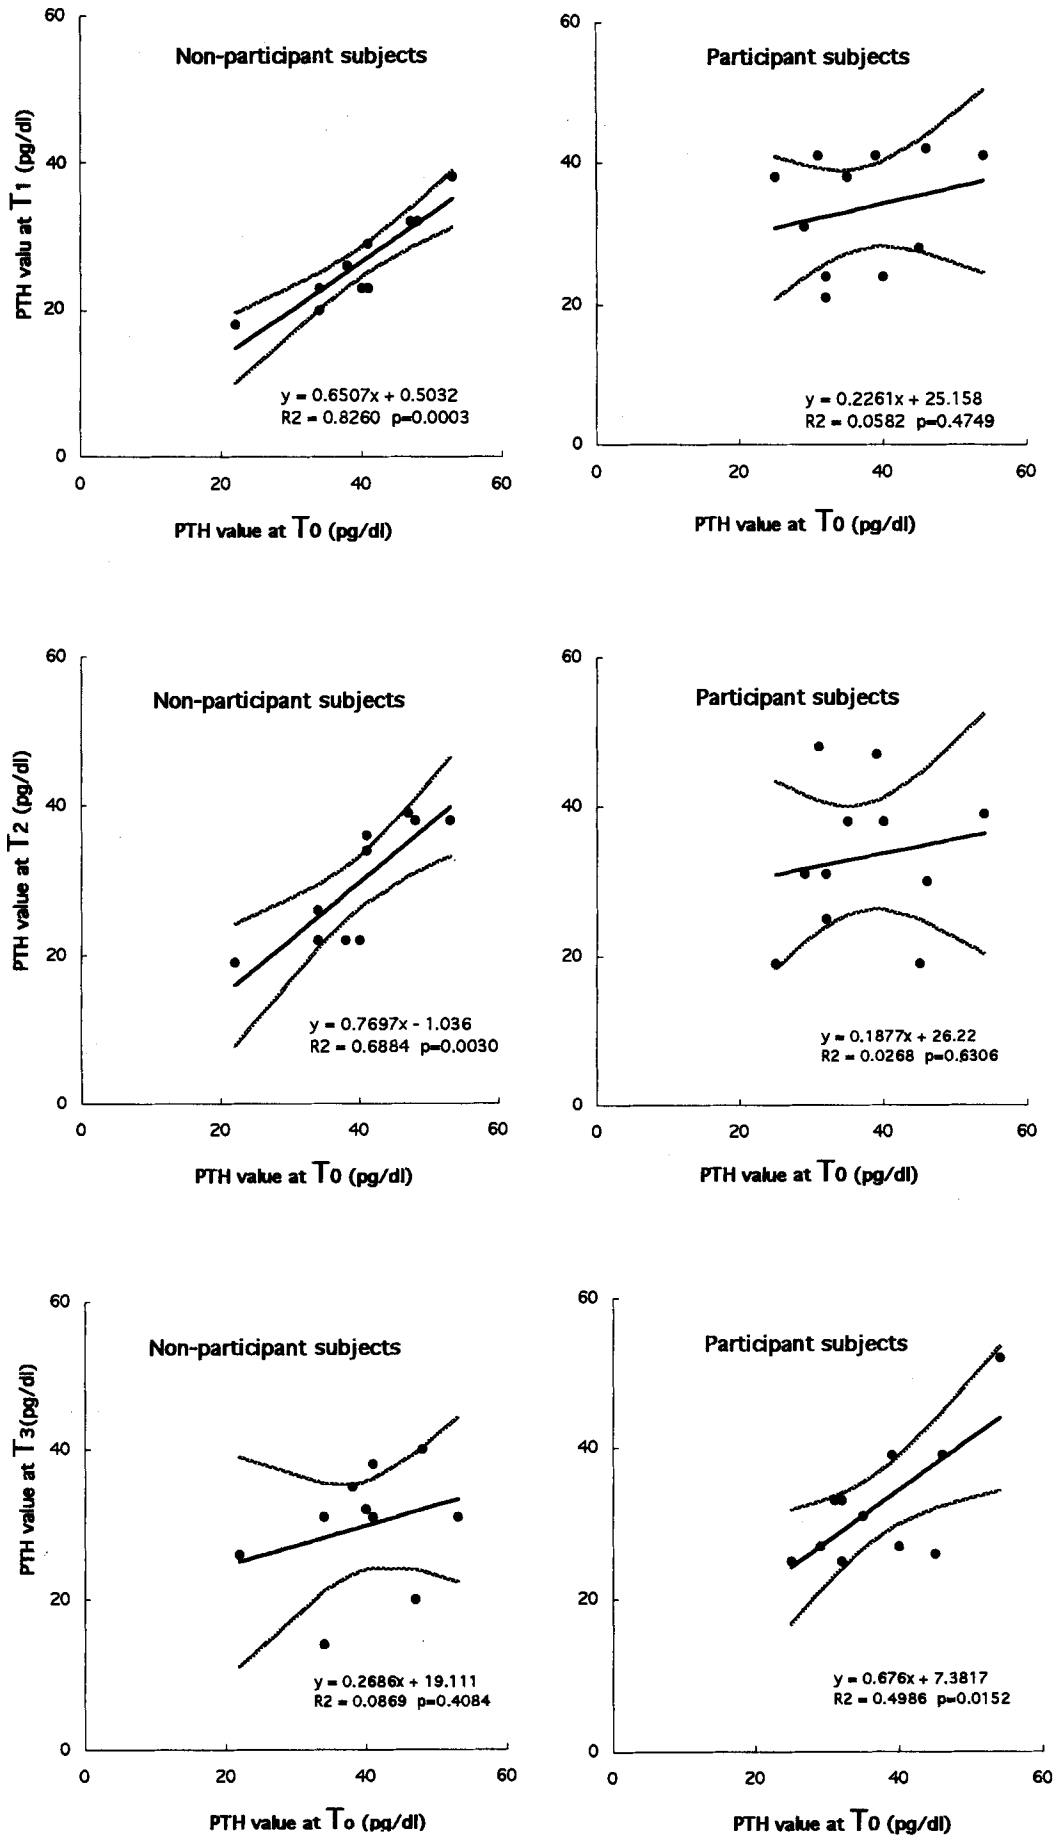 60
40
20
0
0 20 40 60
Non-participant subjects
y = 0.6507x + 0.5032
R2 = 0.8260 p=0.0003
PTH valu at T1 (pg/dl)
PTH value at T0 (pg/dl)
60
40
20
0
0 20 40 60
Participant subjects
y = 0.2261x + 25.158
R2 = 0.0582 p=0.4749
PTH value at T0 (pg/dl)
60
40
20
0
0 20 40 60
Non-participant subjects
y = 0.7697x - 1.036
R2 = 0.6884 p=0.0030
PTH value at T2 (pg/dl)
PTH value at T0 (pg/dl)
60
40
20
0
0 20 40 60
Participant subjects
y = 0.1877x + 26.22
R2 = 0.0268 p=0.6306
PTH value at T0 (pg/dl)
60
40
20
0
0 20 40 60
Non-participant subjects
y = 0.2686x + 19.111
R2 = 0.0869 p=0.4084
PTH value at T3(pg/dl)
PTH value at To (pg/dl)
60
40
20
0
0 20 40 60
Participant subjects
y = 0.676x + 7.3817
R2 = 0.4986 p=0.0152
PTH value at T0 (pg/dl)